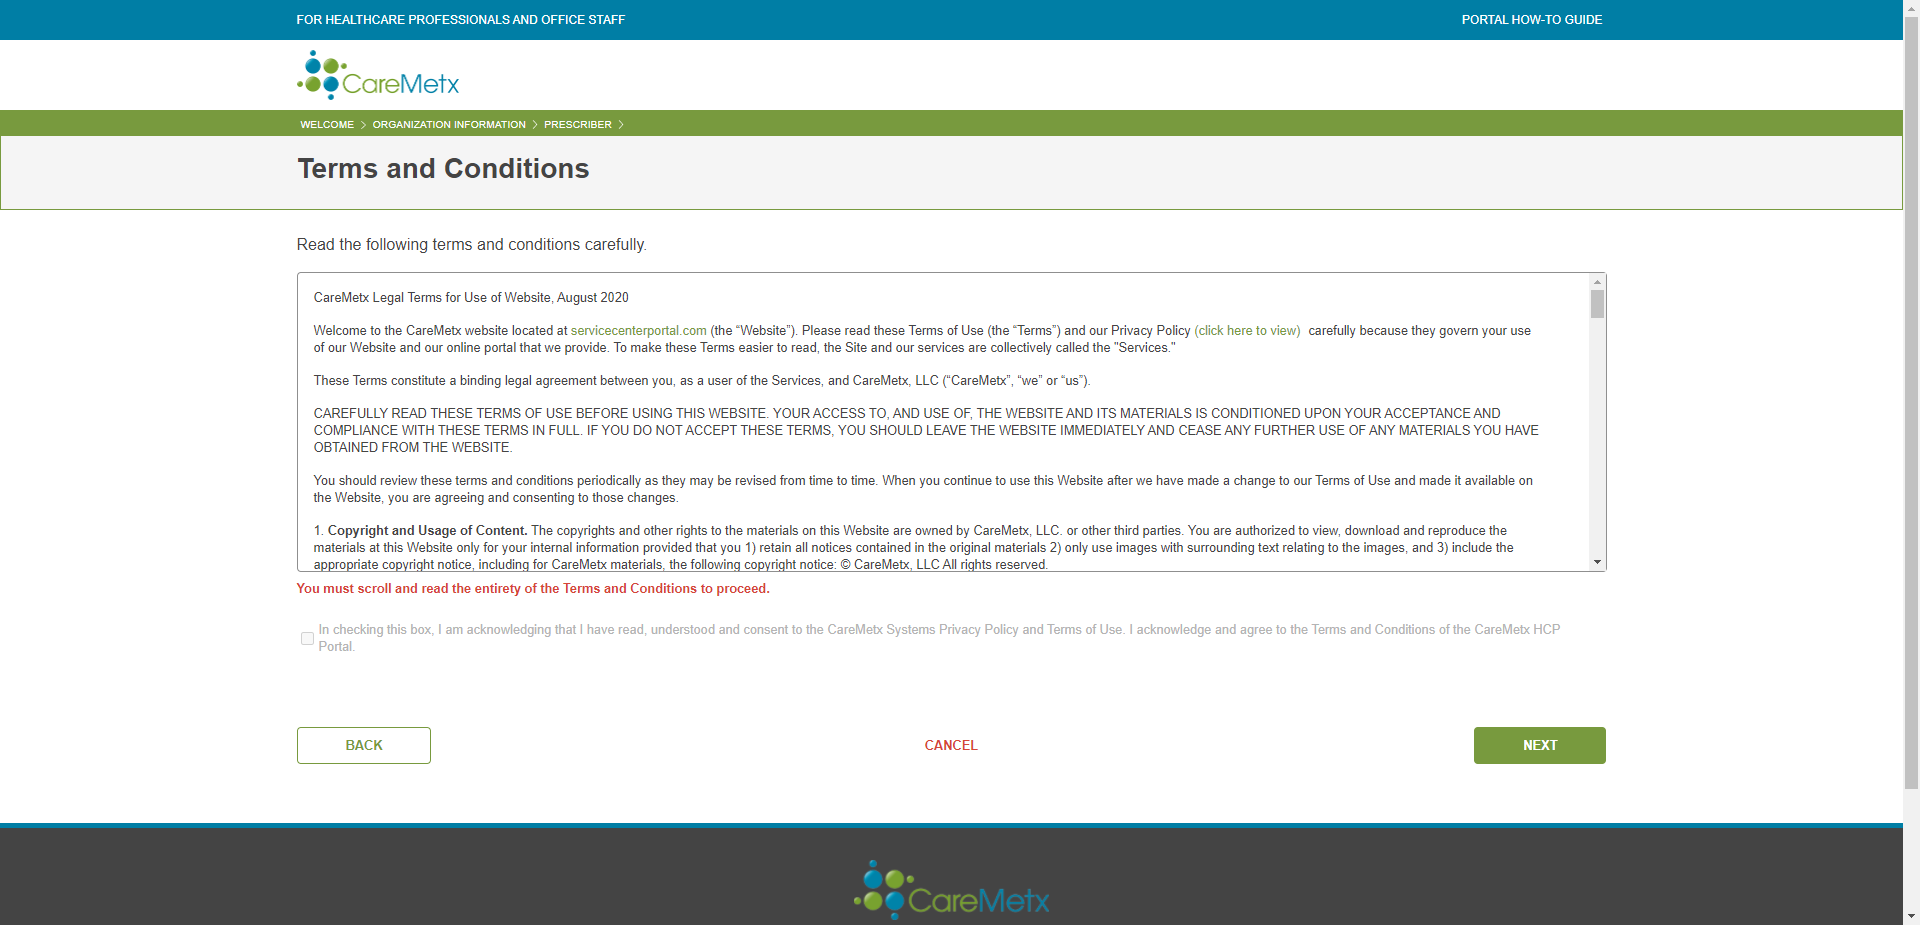 FOR HEALTHCARE PROFESSIONALS AND OFFICE STAFF
PORTAL HOW-TO GUIDE
CareMetx
WELCOME > ORGANIZATION INFORMATION > PRESCRIBER >
Terms and Conditions
Read the following terms and conditions carefully.
CareMetx Legal Terms for Use of Website, August 2020
Welcome to the CareMetx website located at servicecenterportal.com (the “Website”). Please read these Terms of Use (the “Terms”) and our Privacy Policy (click here to view) carefully because they govern your use
of our Website and our online portal that we provide. To make these Terms easier to read, the Site and our services are collectively called the "Services."
These Terms constitute a binding legal agreement between you, as a user of the Services, and CareMetx, LLC (“CareMetx”, “we” or “us”).
CAREFULLY READ THESE TERMS OF USE BEFORE USING THIS WEBSITE. YOUR ACCESS TO, AND USE OF, THE WEBSITE AND ITS MATERIALS IS CONDITIONED UPON YOUR ACCEPTANCE AND
COMPLIANCE WITH THESE TERMS IN FULL. IF YOU DO NOT ACCEPT THESE TERMS, YOU SHOULD LEAVE THE WEBSITE IMMEDIATELY AND CEASE ANY FURTHER USE OF ANY MATERIALS YOU HAVE
OBTAINED FROM THE WEBSITE.
You should review these terms and conditions periodically as they may be revised from time to time. When you continue to use this Website after we have made a change to our Terms of Use and made it available on
the Website, you are agreeing and consenting to those changes.
1. Copyright and Usage of Content. The copyrights and other rights to the materials on this Website are owned by CareMetx, LLC. or other third parties. You are authorized to view, download and reproduce the
materials at this Website only for your internal information provided that you 1) retain all notices contained in the original materials 2) only use images with surrounding text relating to the images, and 3) include the
appropriate copyright notice, including for CareMetx materials, the following copyright notice: © CareMetx, LLC All rights reserved.
You must scroll and read the entirety of the Terms and Conditions to proceed.
In checking this box, I am acknowledging that I have read, understood and consent to the CareMetx Systems Privacy Policy and Terms of Use. I acknowledge and agree to the Terms and Conditions of the CareMetx HCP
Portal.
BACK
CANCEL
NEXT
CareMetx